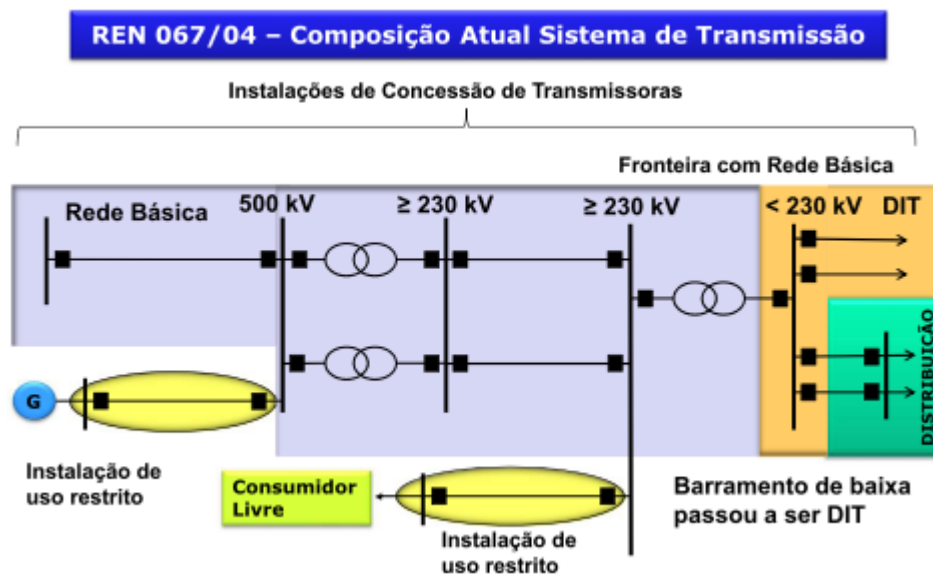 REN 067/04 – Composição Atual Sistema de Transmissão
Instalações de Concessão de Transmissoras
Fronteira com Rede Básica
Rede Básica
500 kV
≥ 230 kV
≥ 230 kV
< 230 kV
DIT
DISTRIBUIÇÃO
G
Instalação de
uso restrito
Consumidor
Livre
Instalação de
uso restrito
Barramento de baixa
passou a ser DIT